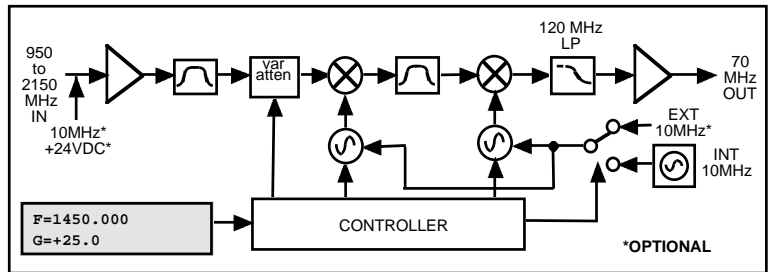 950
to
2150
MHz
IN
10MHz*
+24VDC*
var
atten
120 MHz
LP
70
MHz
OUT
EXT
10MHz*
INT
10MHz
F=1450.000
G=+25.0
CONTROLLER
*OPTIONAL